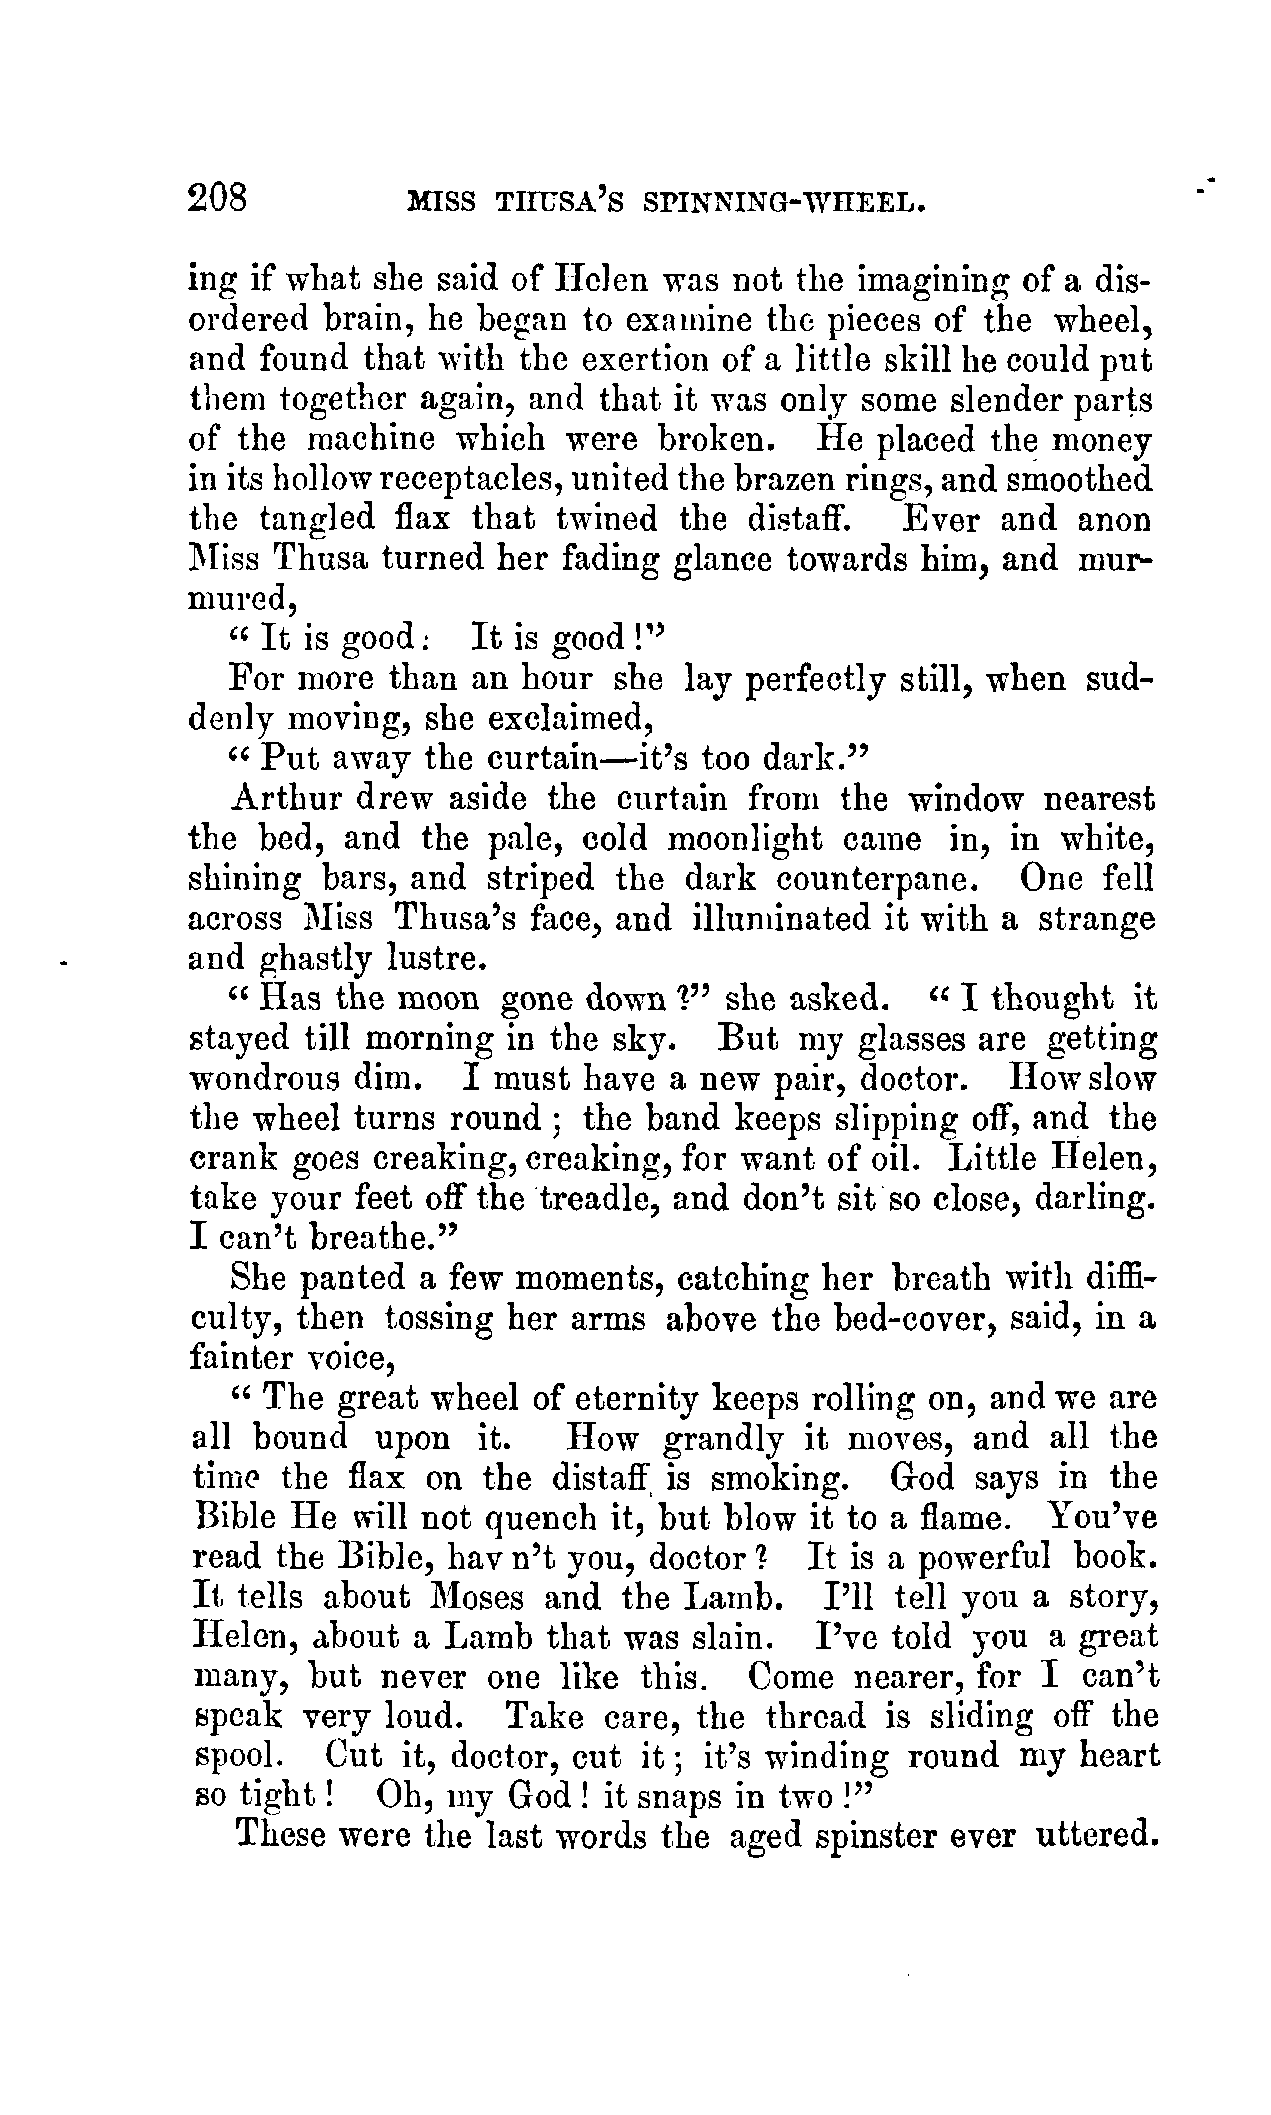 208 MISS THUSA'S SPINNING-WHEEL.
ing if what she said of Helen was not the imagining of a dis-
ordered brain, he began to examine the pieces of the wheel,
and found that with the exertion of a little skill he could put
them together again, and that it was only some slender parts
of the machine which were broken. He placed the money
in its hollow receptacles, united the brazen rings, and smoothed
the tangled flax that twined the distaff. Ever and anon
Miss Thusa turned her fading glance towards him, and mur-
mured,
"It is good: It is good!"
For more than an hour she lay perfectly still, when sud-
denly moving, she exclaimed,
"Put away the curtain—it's too dark."
Arthur drew aside the curtain from the window nearest
the bed, and the pale, cold moonlight came in, in white,
shining bars, and striped the dark counterpane. One fell
across Miss Thusa's face, and illuminated it with a strange
and ghastly lustre.
"Has the moon gone down?" she asked. "I thought it
stayed till morning in the sky. But my glasses are getting
wondrous dim. I must have a new pair, doctor. How slow
the wheel turns round; the band keeps slipping off, and the
crank goes creaking, creaking, for want of oil. Little Helen,
take your feet off the treadle, and don't sit so close, darling.
I can't breathe."
She panted a few moments, catching her breath with diffi-
culty, then tossing her arms above the bed-cover, said, in a
fainter voice,
"The great wheel of eternity keeps rolling on, and we are
all bound upon it. How grandly it moves, and all the
time the flax on the distaff is smoking. God says in the
Bible He will not quench it, but blow it to a flame. You've
read the Bible, hav n't you, doctor? It is a powerful book.
It tells about Moses and the Lamb. I'll tell you a story,
Helen, about a Lamb that was slain. I've told you a great
many, but never one like this. Come nearer, for I can't
speak very loud. Take care, the thread is sliding off the
spool. Cut it, doctor, cut it; it's winding round my heart
so tight! Oh, my God! it snaps in two!"
These were the last words the aged spinster ever uttered.